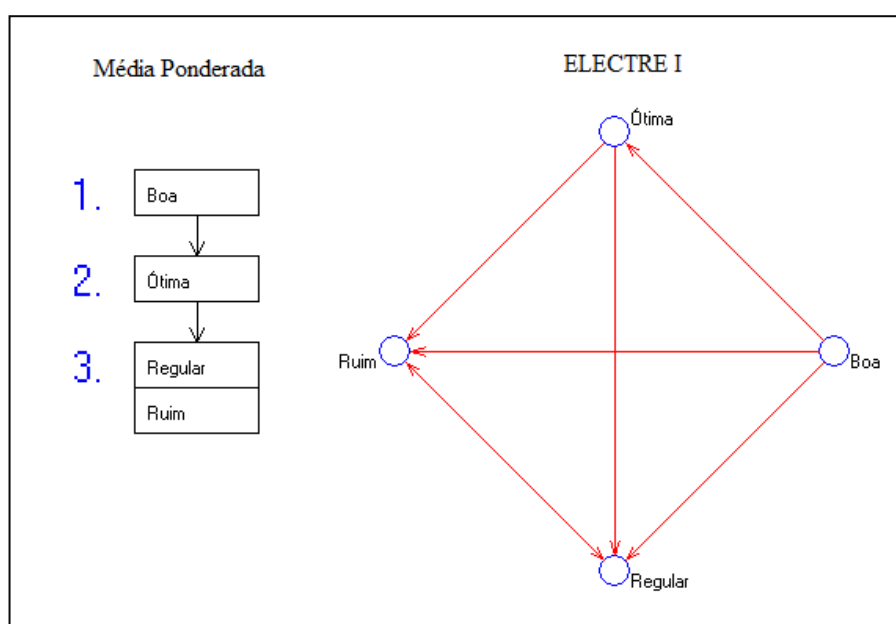 Média Ponderada
1. Boa
2. Ótima
3. Regular
Ruim
ELECTRE I
Ótima
Ruim
Boa
Regular